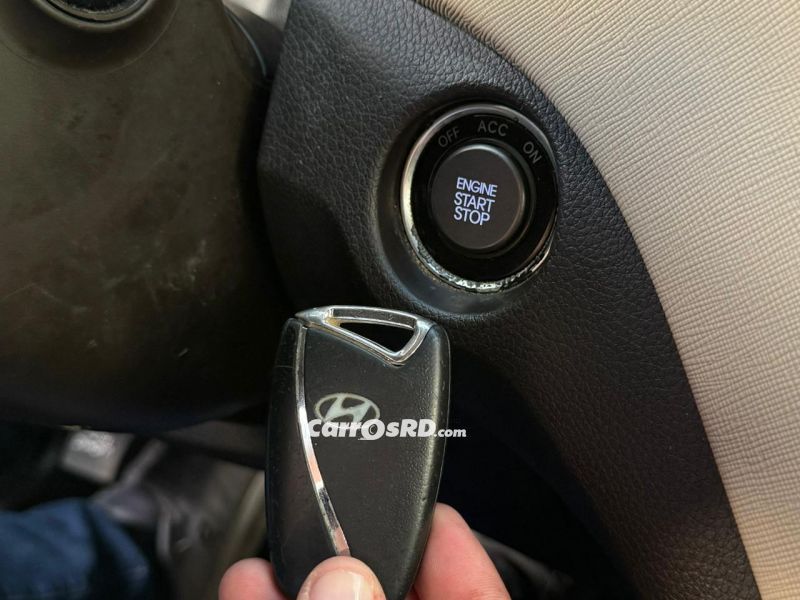 OFF ACC ON
ENGINE
START
STOP
CarrOsRD.com